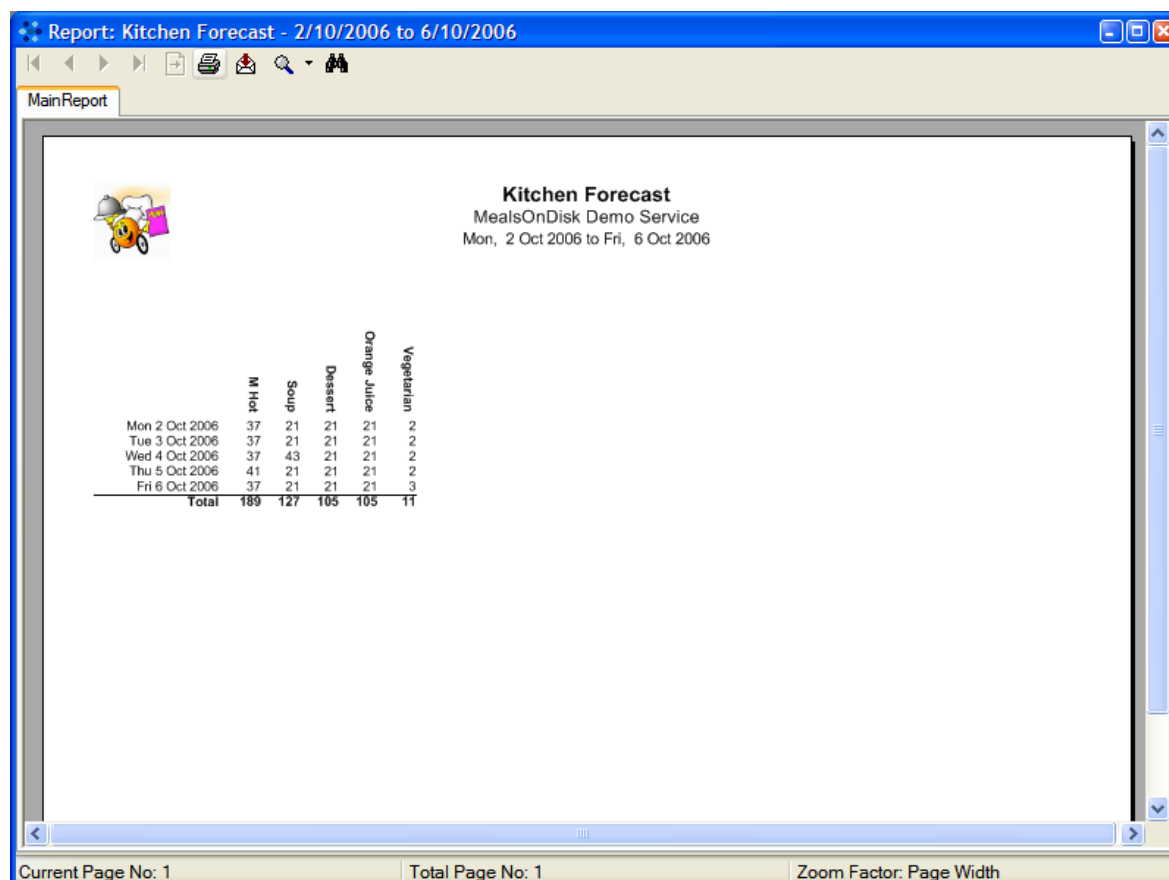 Report: Kitchen Forecast - 2/10/2006 to 6/10/2006
MainReport
Kitchen Forecast
MealsOnDisk Demo Service
Mon, 2 Oct 2006 to Fri, 6 Oct 2006
M Hot Soup Dessert Orange Juice Vegetarian
Mon 2 Oct 2006 37 21 21 21 2
Tue 3 Oct 2006 37 21 21 21 2
Wed 4 Oct 2006 37 43 21 21 2
Thu 5 Oct 2006 41 21 21 21 2
Fri 6 Oct 2006 37 21 21 21 3
Total 189 127 105 105 11
Current Page No: 1 Total Page No: 1 Zoom Factor: Page Width